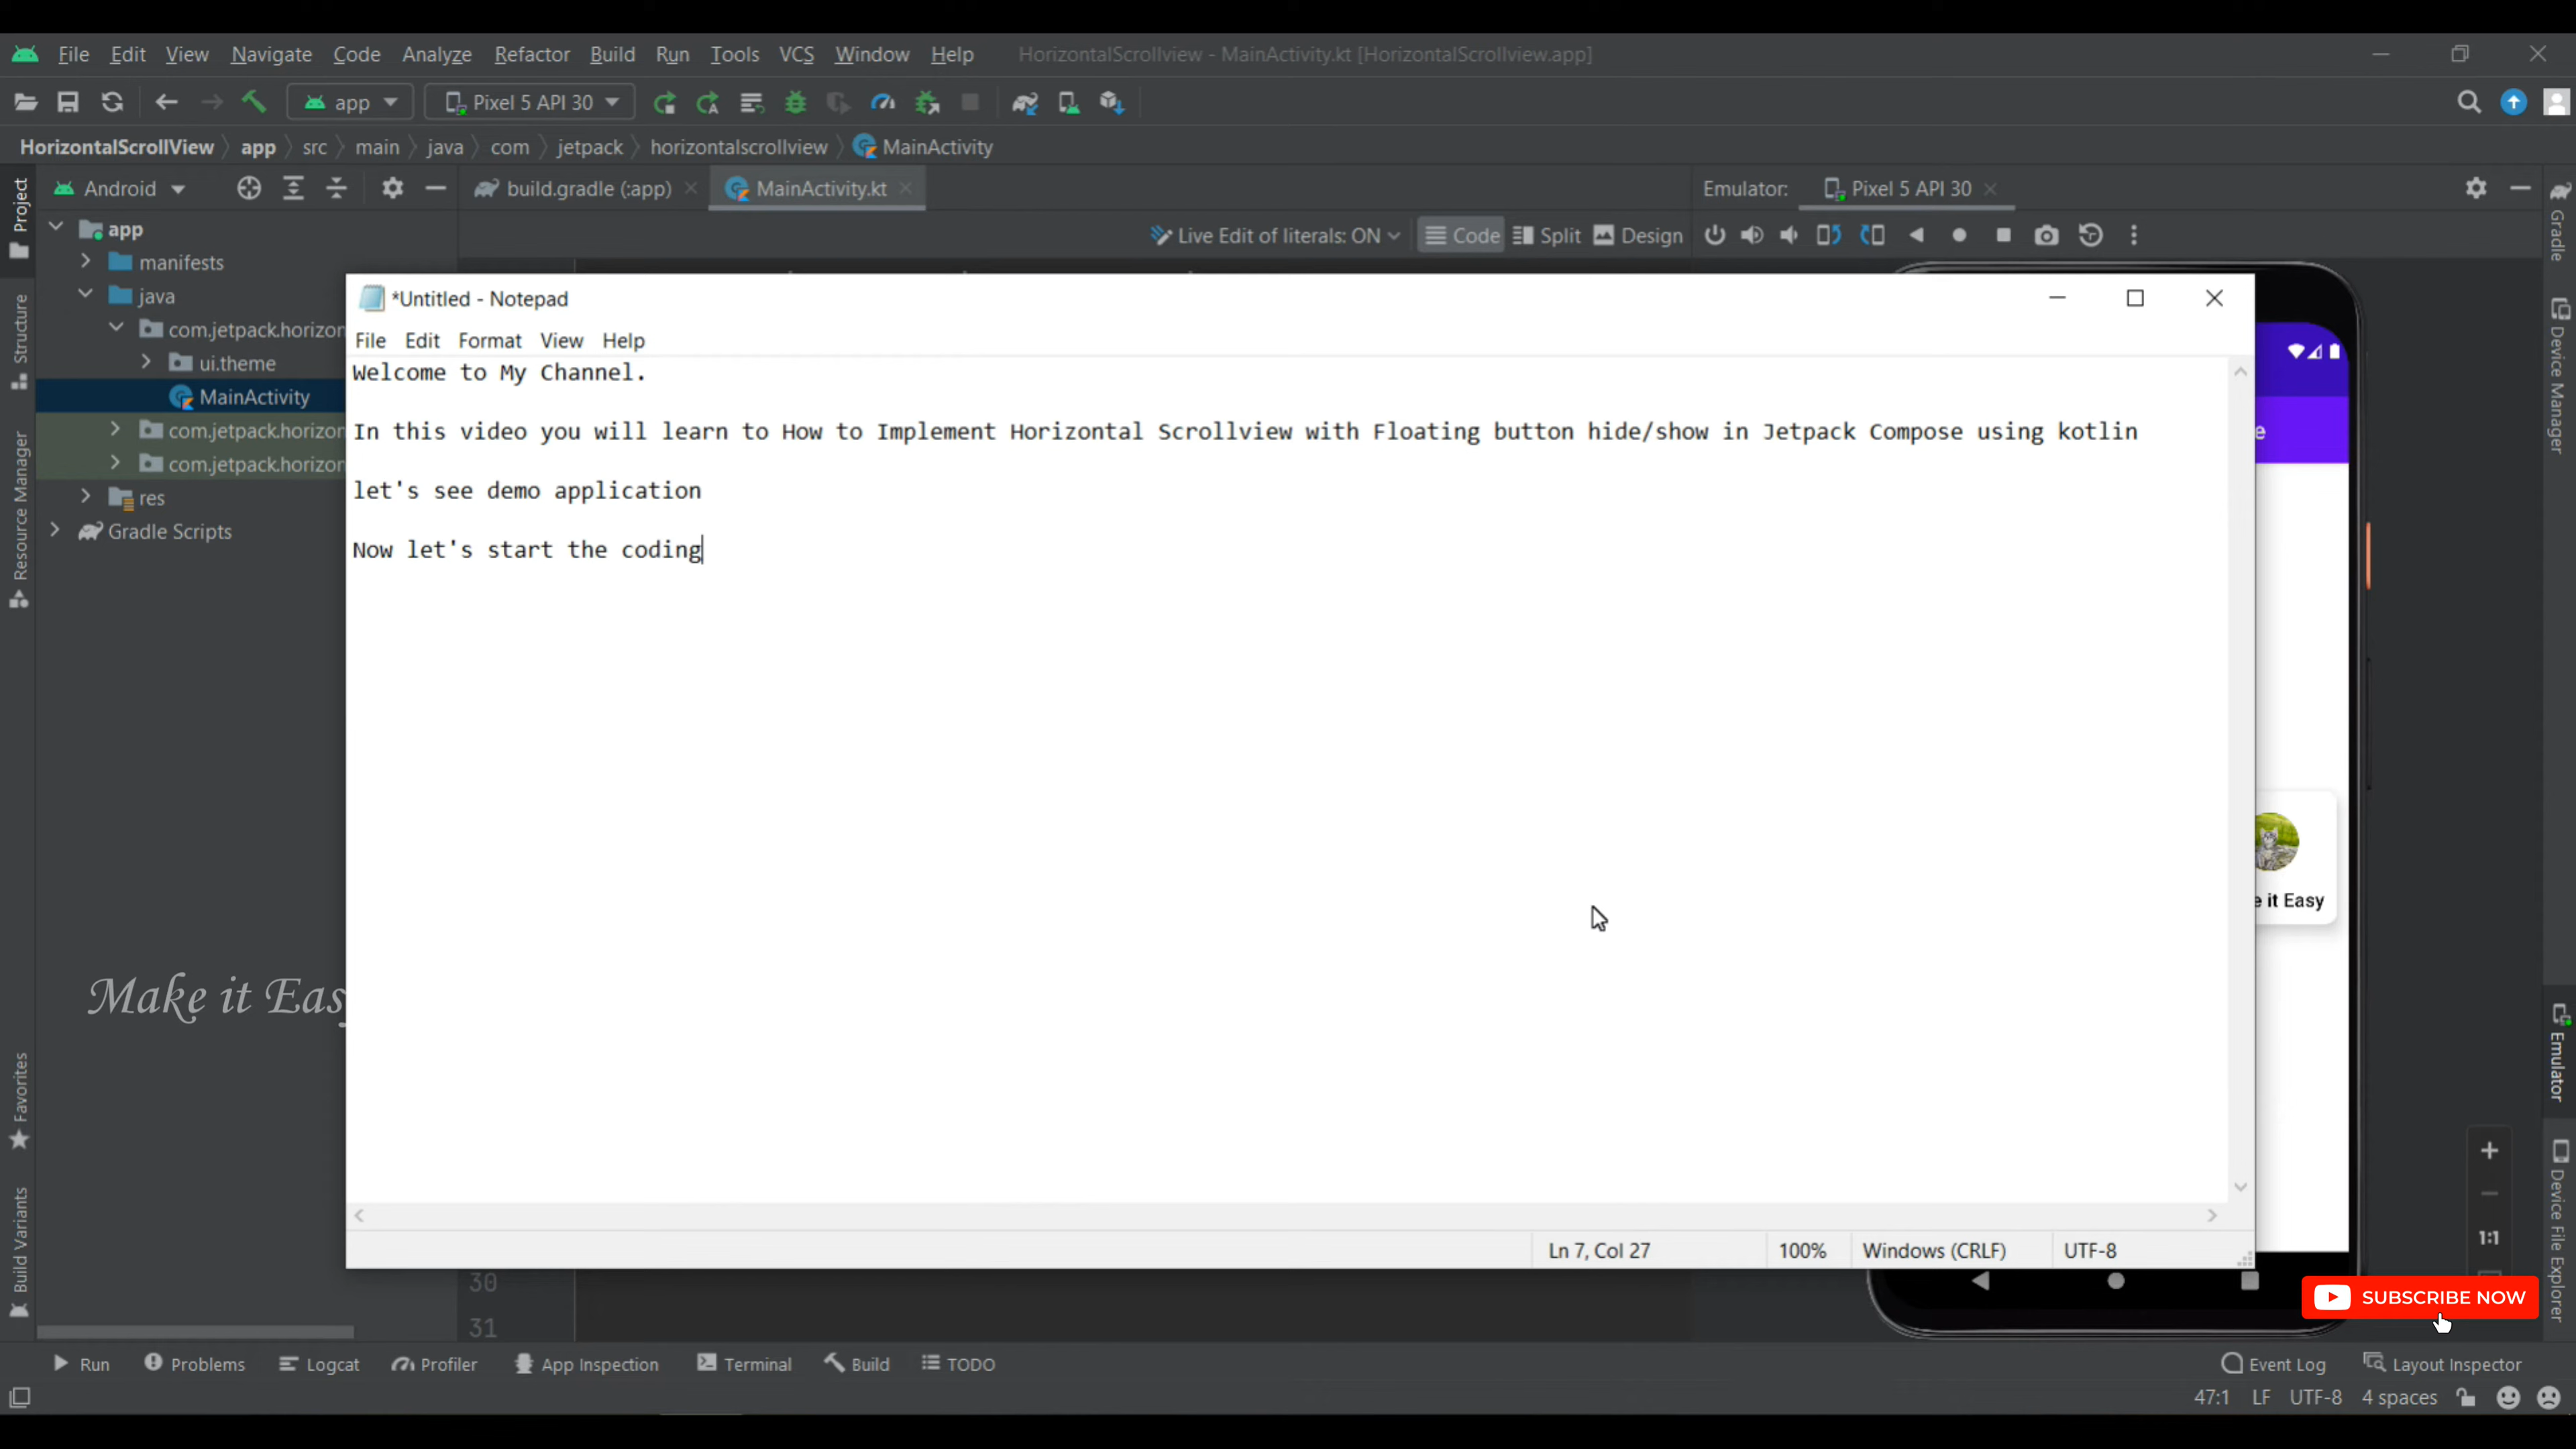 File Edit View Navigate Code Analyze Refactor Build Run Tools VCS Window Help HorizontalScrollview - MainActivity.kt [HorizontalScrollview.app]
app Pixel 5 API 30
HorizontalScrollView app src main java com jetpack horizontalscrollview MainActivity
Project
Android
build.gradle (:app)
MainActivity.kt
Emulator: Pixel 5 API 30
Live Edit of literals: ON Code Split Design
Gradle
app
manifests
java
com.jetpack.horizon
ui.theme
MainActivity
com.jetpack.horizon
com.jetpack.horizon
res
Gradle Scripts
Structure
Resource Manager
Device Manager
*Untitled - Notepad
File Edit Format View Help
Welcome to My Channel.
In this video you will learn to How to Implement Horizontal Scrollview with Floating button hide/show in Jetpack Compose using kotlin
let's see demo application
Now let's start the coding
e
e it Easy
Make it Easy
Ln 7, Col 27 100% Windows (CRLF) UTF-8
Favorites
Build Variants
Emulator
Device File Explorer
1:1
30
31
SUBSCRIBE NOW
Run Problems Logcat Profiler App Inspection Terminal Build TODO Event Log Layout Inspector
47:1 LF UTF-8 4 spaces